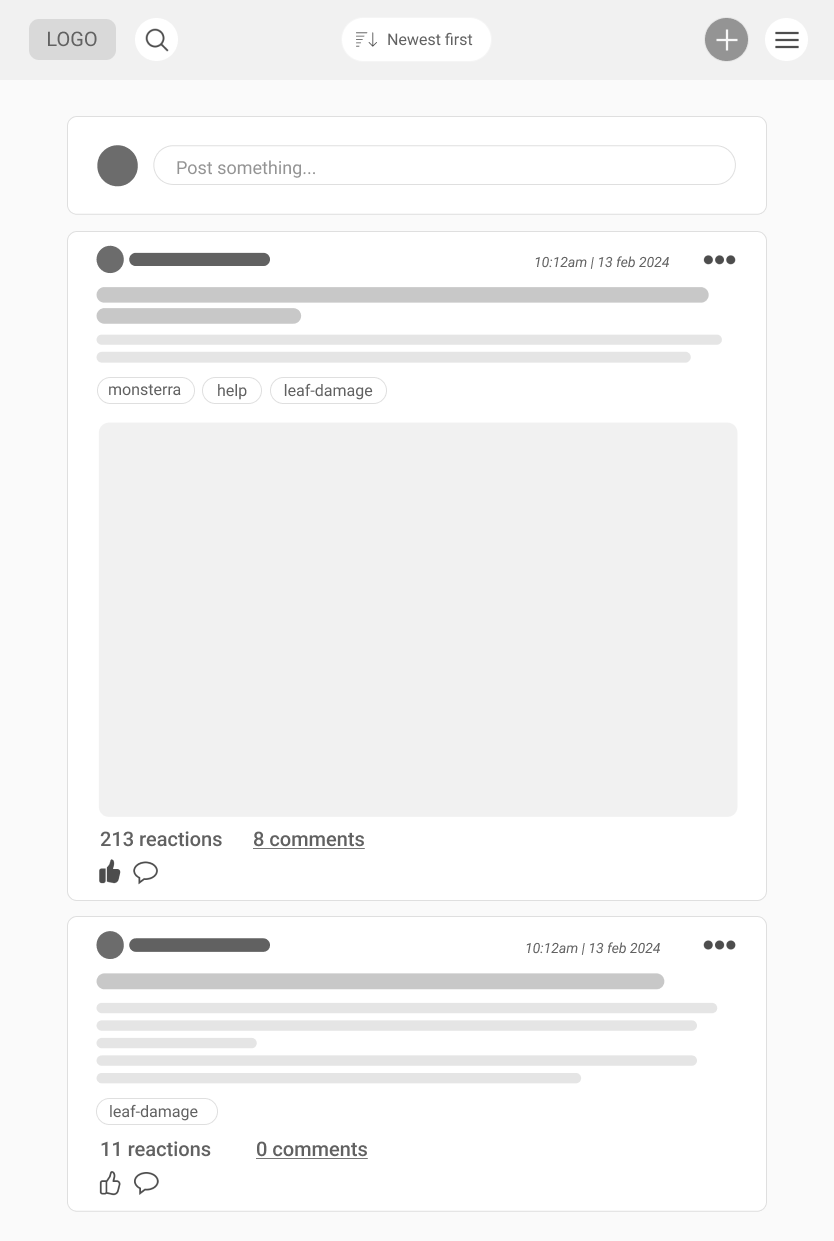 LOGO
Newest first
Post something...
10:12am | 13 feb 2024
monsterra
help
leaf-damage
213 reactions
8 comments
10:12am | 13 feb 2024
leaf-damage
11 reactions
0 comments